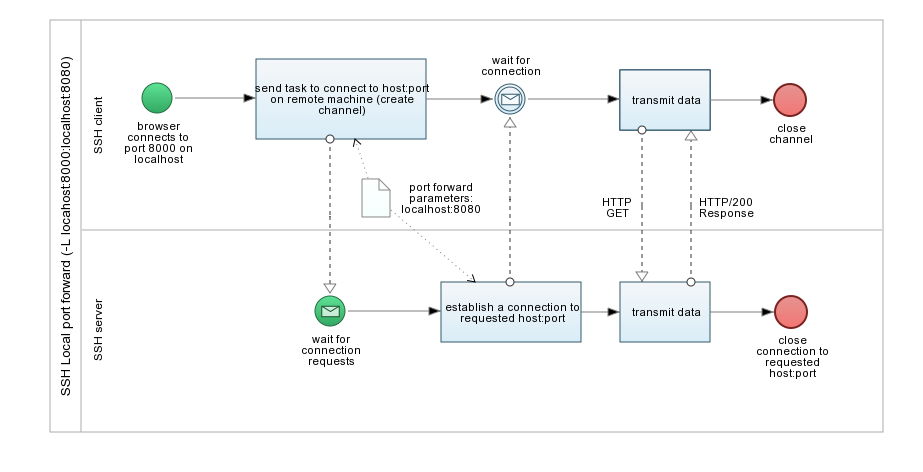 SSH Local port forward (-L locahost:8000:localhost:8080)
SSH client
browser
connects to
port 8000 on
localhost
send task to connect to host:port
on remote machine (create
channel)
wait for
connection
transmit data
close
channel
port forward
parameters:
localhost:8080
HTTP
GET
HTTP/200
Response
SSH server
wait for
connection
requests
establish a connection to
requested host:port
transmit data
close
connection to
requested
host:port